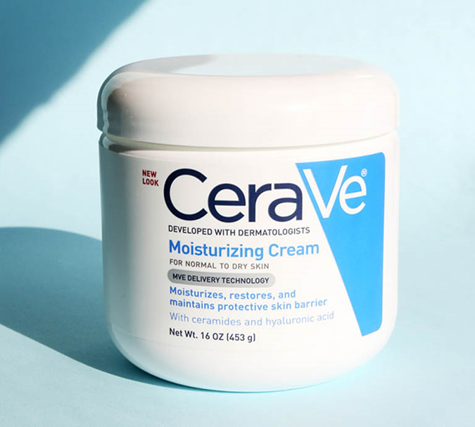 NEW
LOOK
CeraVe®
DEVELOPED WITH DERMATOLOGISTS
Moisturizing Cream
FOR NORMAL TO DRY SKIN
MVE DELIVERY TECHNOLOGY
Moisturizes, restores, and
maintains protective skin barrier
With ceramides and hyaluronic acid
Net Wt. 16 OZ (453 g)